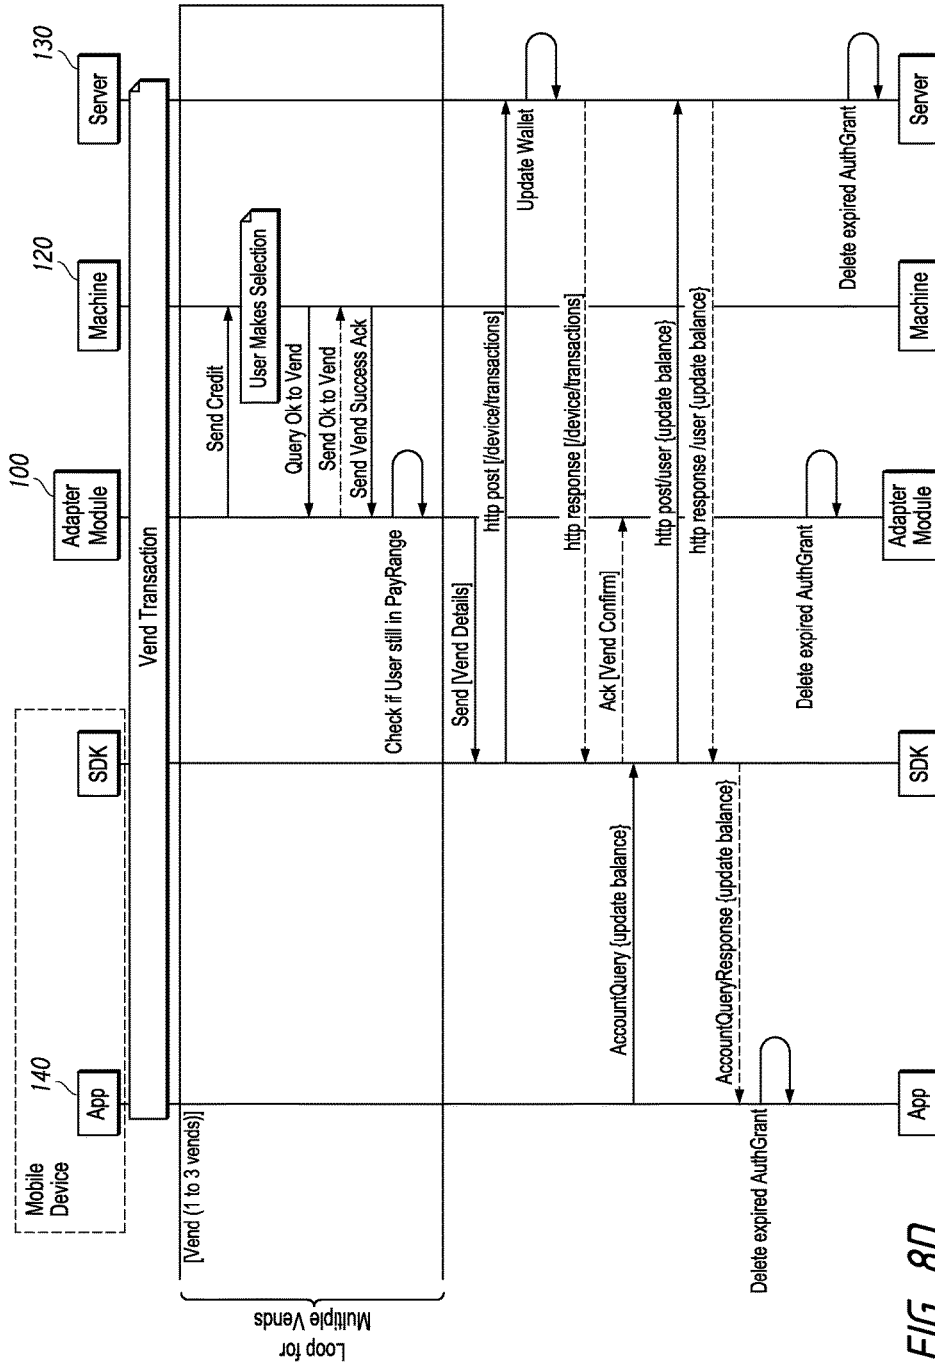 Mobile
Device
140
100
120
130
App
SDK
Adapter
Module
Machine
Server
Vend Transaction
[Vend (1 to 3 vends)]
Loop for
Multiple Vends
Send Credit
User Makes Selection
Query Ok to Vend
Send Ok to Vend
Send Vend Success Ack
Check if User still in PayRange
Send [Vend Details]
http post [/device/transactions]
Update Wallet
http response [/device/transactions]
Ack [Vend Confirm]
AccountQuery {update balance}
http post/user {update balance}
http response /user {update balance}
AccountQueryResponse {update balance}
Delete expired AuthGrant
Delete expired AuthGrant
Delete expired AuthGrant
App
SDK
Adapter
Module
Machine
Server
FIG. 8D